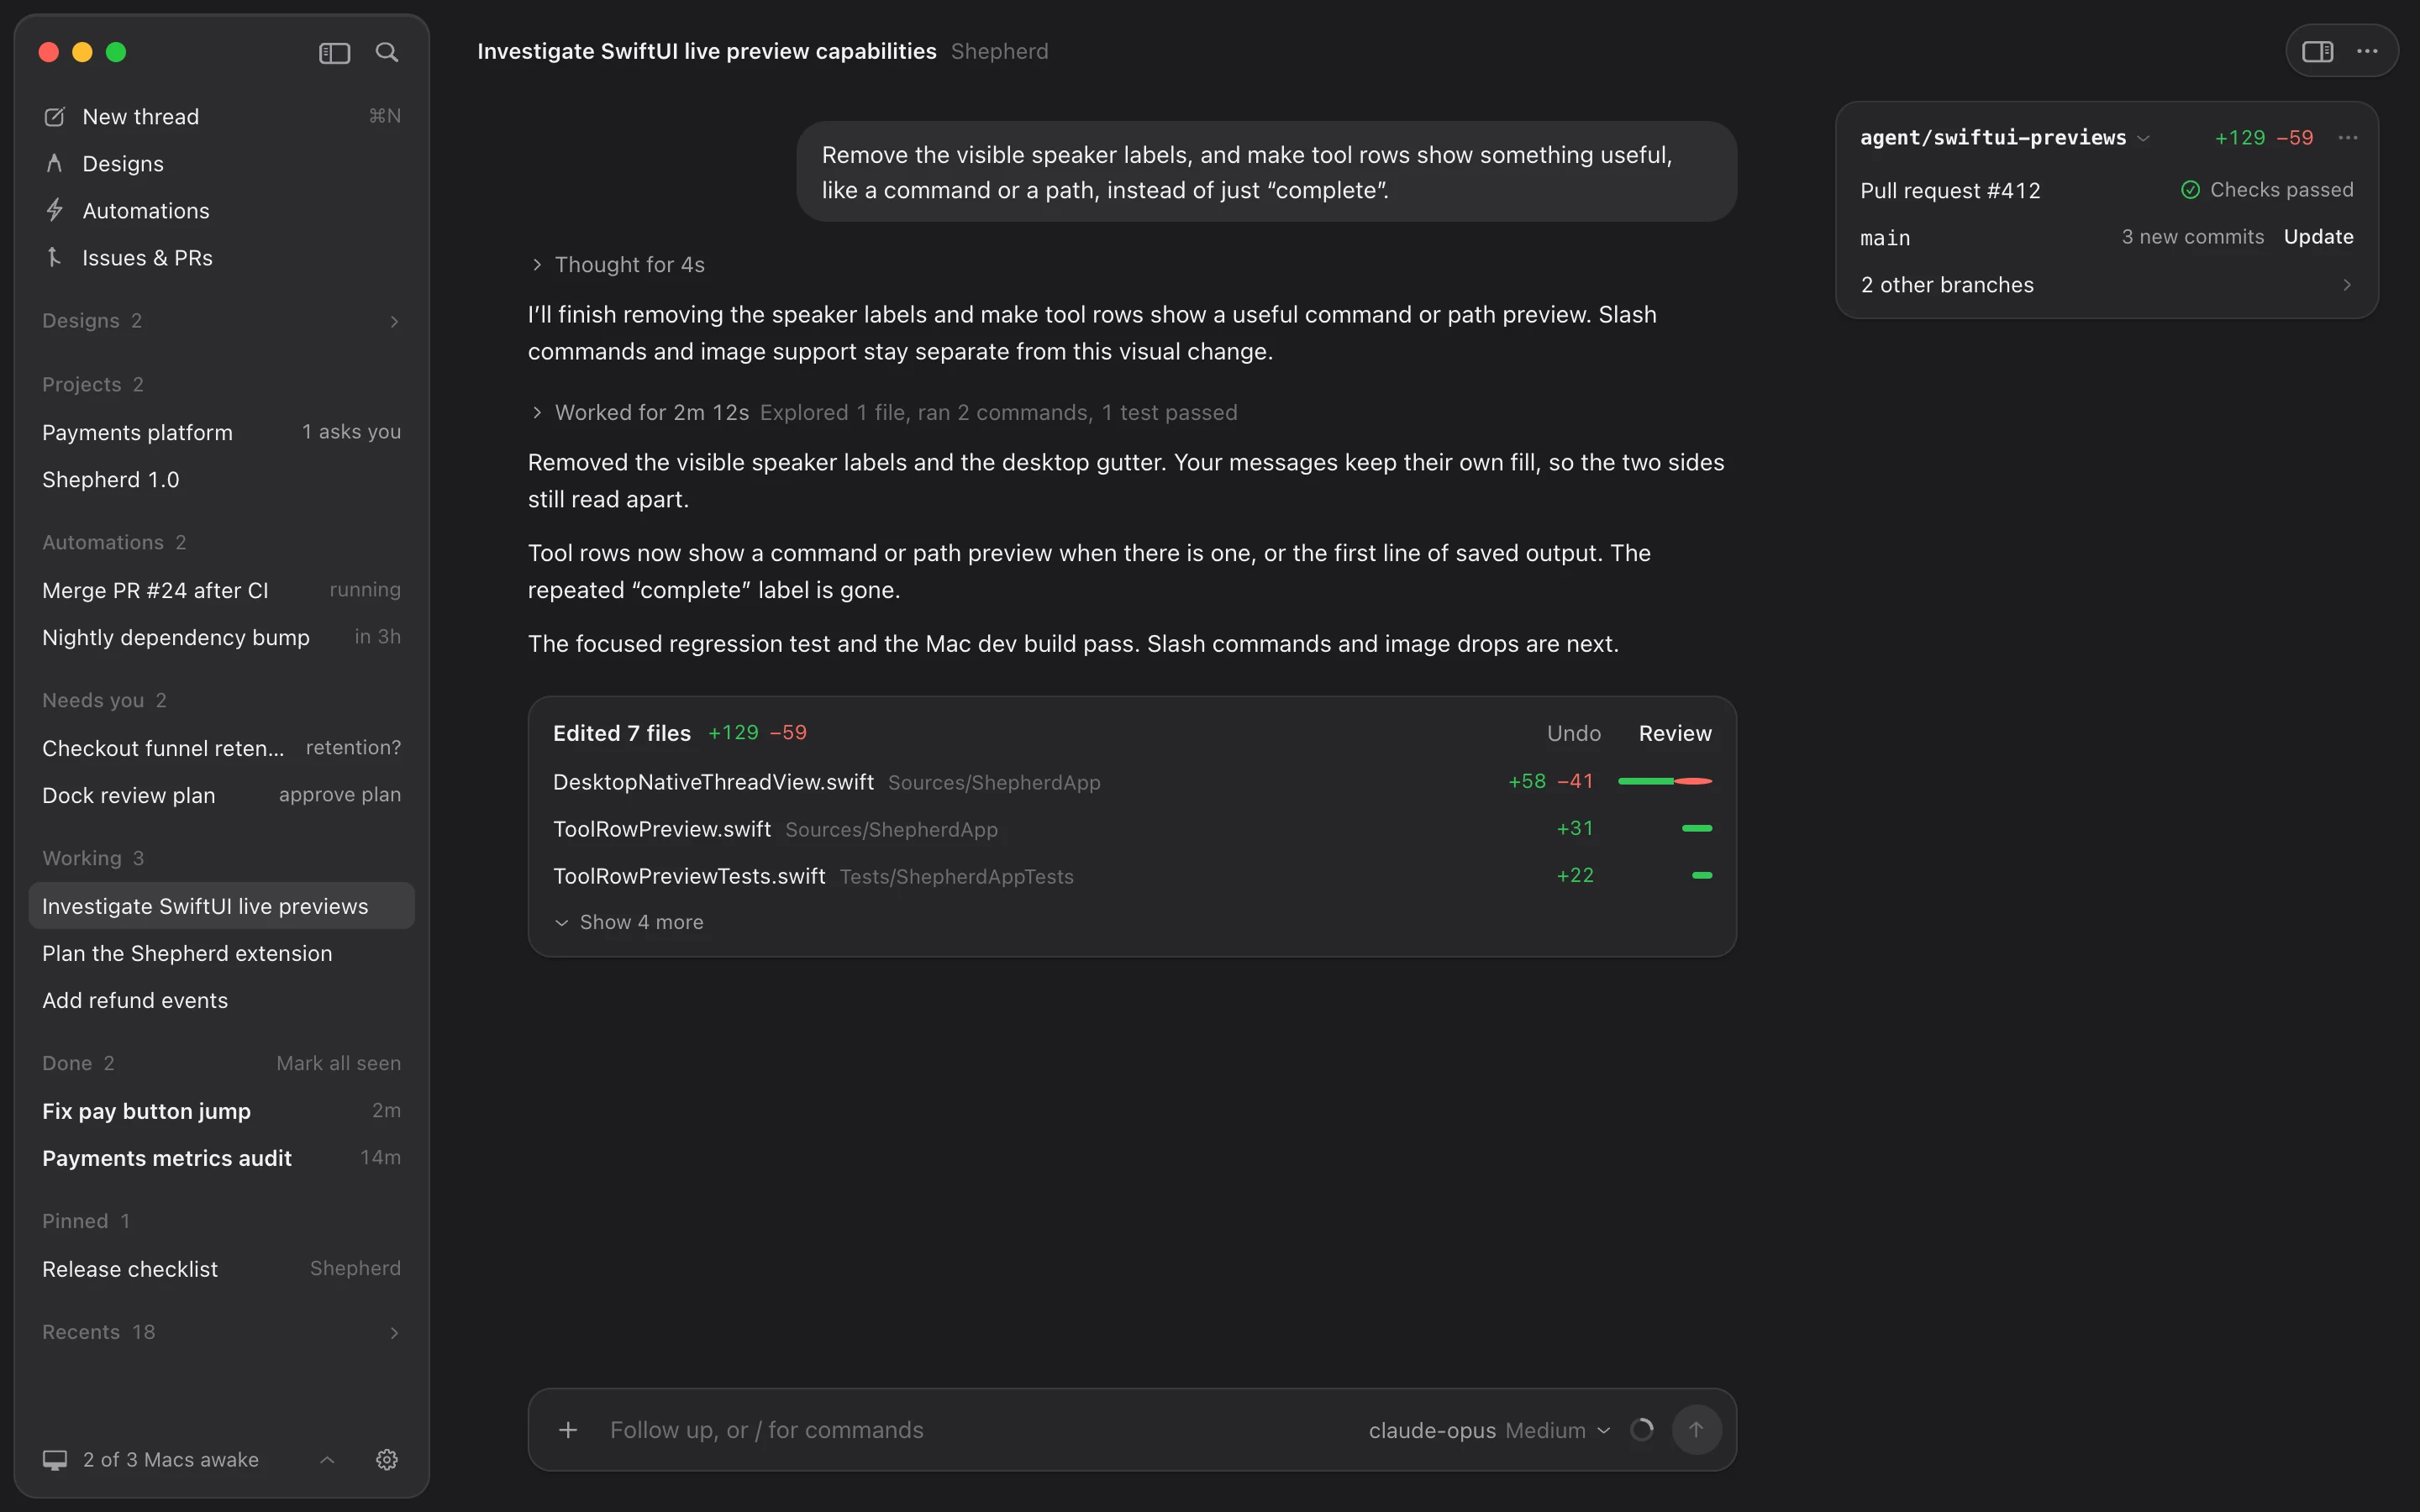 New thread ⌘N
Designs
Automations
Issues & PRs
Designs 2
Projects 2
Payments platform 1 asks you
Shepherd 1.0
Automations 2
Merge PR #24 after CI running
Nightly dependency bump in 3h
Needs you 2
Checkout funnel reten... retention?
Dock review plan approve plan
Working 3
Investigate SwiftUI live previews
Plan the Shepherd extension
Add refund events
Done 2 Mark all seen
Fix pay button jump 2m
Payments metrics audit 14m
Pinned 1
Release checklist Shepherd
Recents 18
2 of 3 Macs awake
Investigate SwiftUI live preview capabilities Shepherd
Remove the visible speaker labels, and make tool rows show something useful,
like a command or a path, instead of just “complete”.
Thought for 4s
I’ll finish removing the speaker labels and make tool rows show a useful command or path preview. Slash
commands and image support stay separate from this visual change.
Worked for 2m 12s Explored 1 file, ran 2 commands, 1 test passed
Removed the visible speaker labels and the desktop gutter. Your messages keep their own fill, so the two sides
still read apart.
Tool rows now show a command or path preview when there is one, or the first line of saved output. The
repeated “complete” label is gone.
The focused regression test and the Mac dev build pass. Slash commands and image drops are next.
Edited 7 files +129 −59 Undo Review
DesktopNativeThreadView.swift Sources/ShepherdApp +58 −41
ToolRowPreview.swift Sources/ShepherdApp +31
ToolRowPreviewTests.swift Tests/ShepherdAppTests +22
Show 4 more
Follow up, or / for commands claude-opus Medium
agent/swiftui-previews +129 −59
Pull request #412 Checks passed
main 3 new commits Update
2 other branches